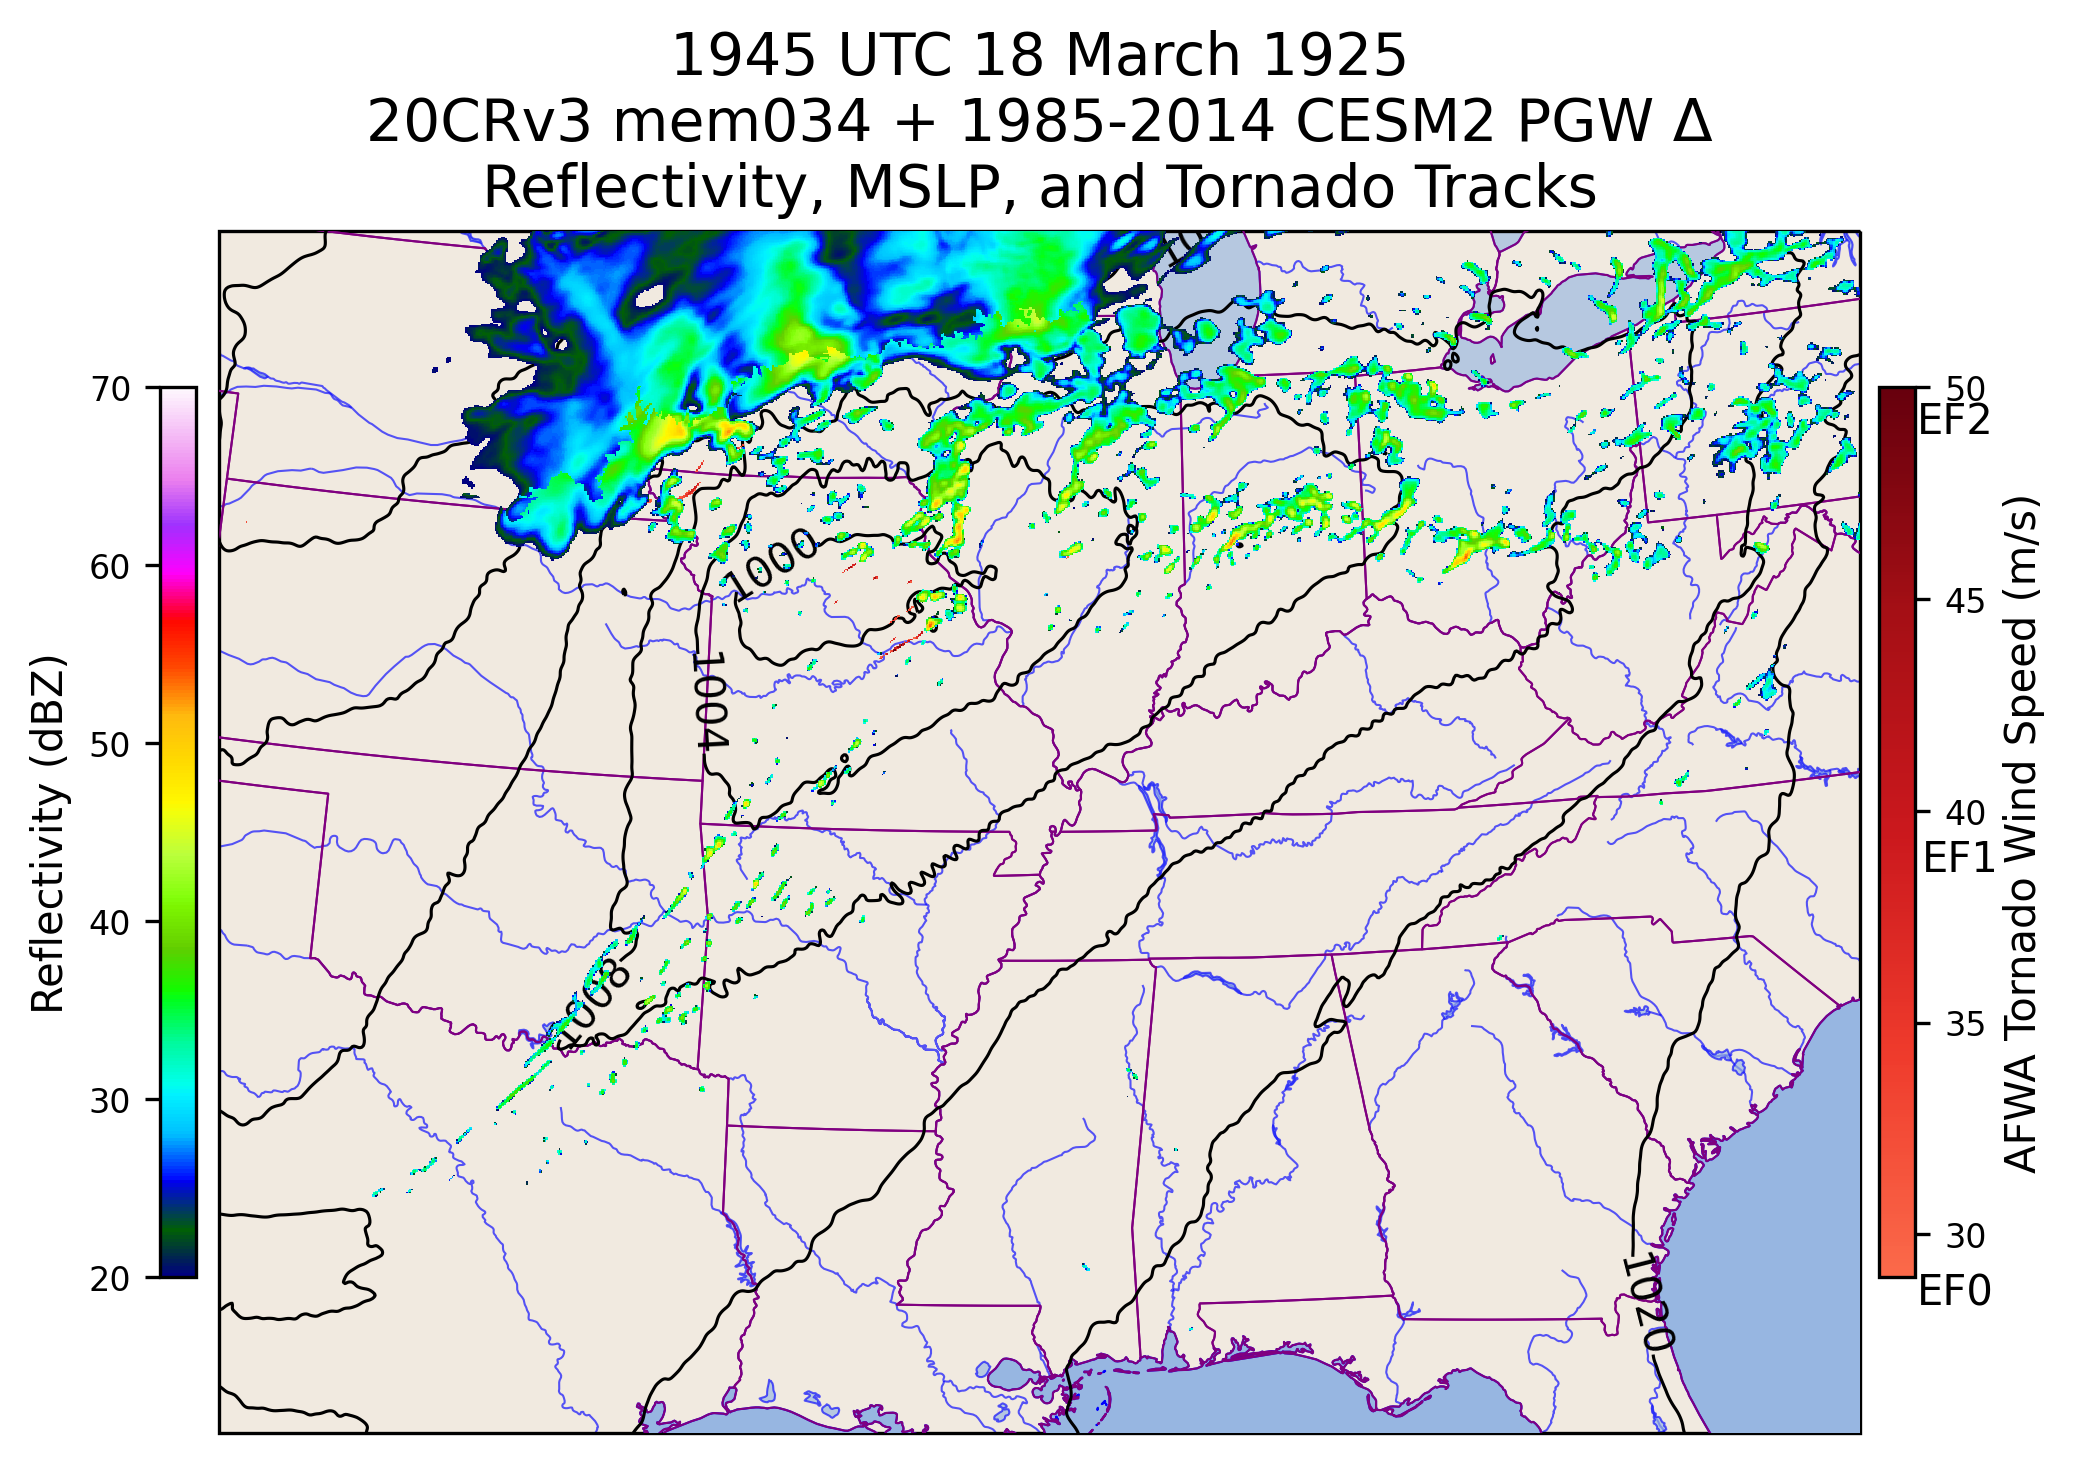 1945 UTC 18 March 1925
20CRv3 mem034 + 1985-2014 CESM2 PGW Δ
Reflectivity, MSLP, and Tornado Tracks
70
60
50
40
30
20
Reflectivity (dBZ)
1000
1004
1008
1020
50
EF2
45
40
EF1
35
30
EF0
AFWA Tornado Wind Speed (m/s)